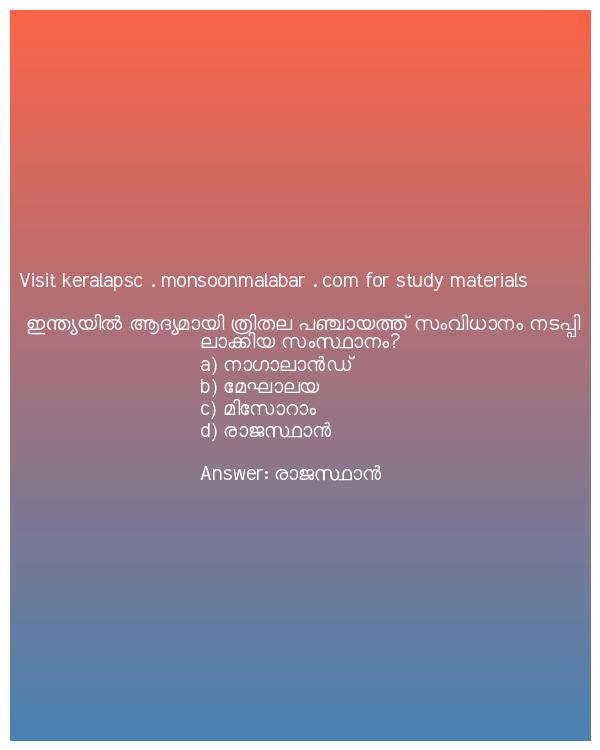 Visit keralapsc . monsoonmalabar . com for study materials
ഇന്ത്യയിൽ ആദ്യമായി ത്രിതല പഞ്ചായത്ത് സംവിധാനം നടപ്പി
ലാക്കിയ സംസ്ഥാനം?
a) നാഗാലാൻഡ്
b) മേഘാലയ
c) മിസോറാം
d) രാജസ്ഥാൻ
Answer: രാജസ്ഥാൻ